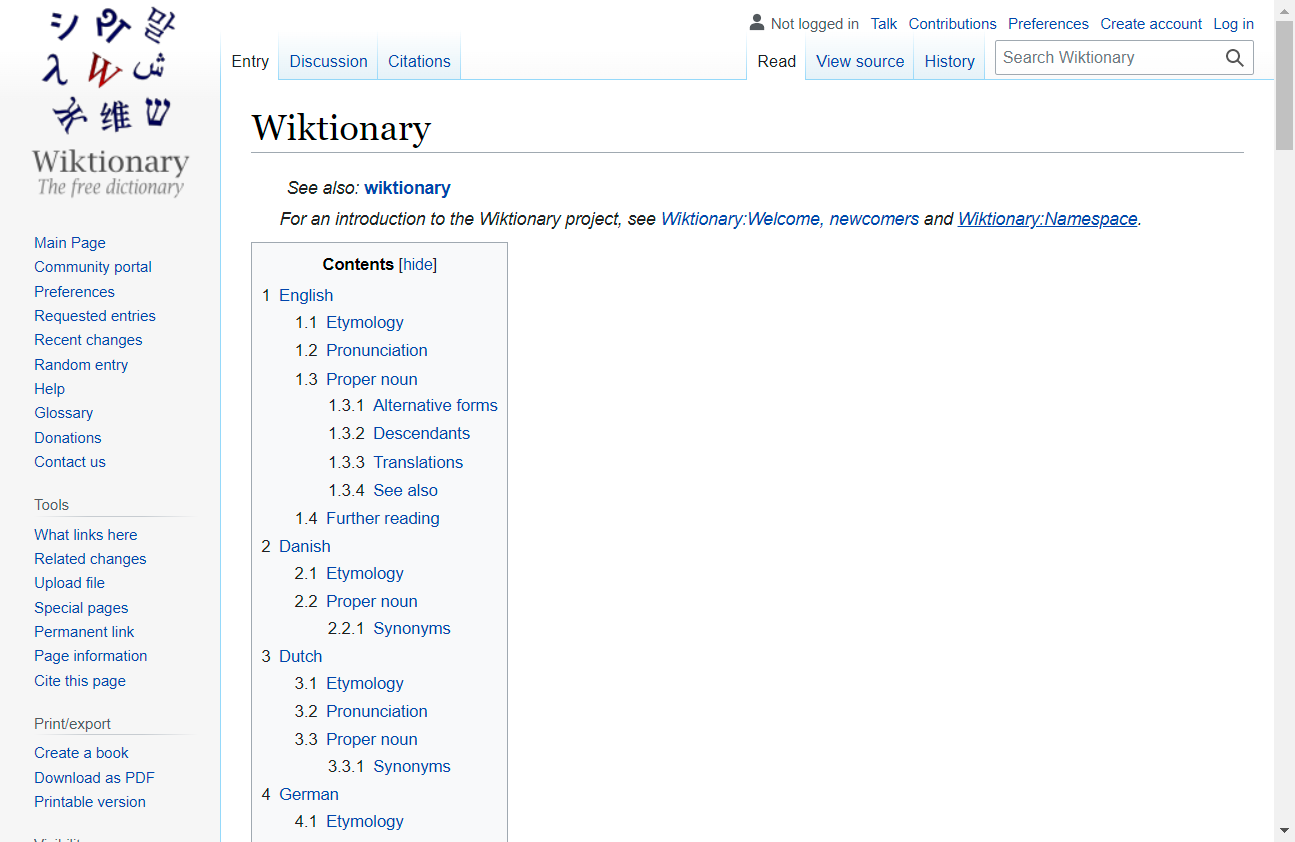 シ
வி
말
λ
W
ش
维
ש
Wiktionary
The free dictionary
Not logged in Talk Contributions Preferences Create account Log in
Entry Discussion Citations
Read View source History
Search Wiktionary
Main Page
Community portal
Preferences
Requested entries
Recent changes
Random entry
Help
Glossary
Donations
Contact us
Tools
What links here
Related changes
Upload file
Special pages
Permanent link
Page information
Cite this page
Print/export
Create a book
Download as PDF
Printable version
Wiktionary
See also: wiktionary
For an introduction to the Wiktionary project, see Wiktionary:Welcome, newcomers and Wiktionary:Namespace.
Contents [hide]
1 English
1.1 Etymology
1.2 Pronunciation
1.3 Proper noun
1.3.1 Alternative forms
1.3.2 Descendants
1.3.3 Translations
1.3.4 See also
1.4 Further reading
2 Danish
2.1 Etymology
2.2 Proper noun
2.2.1 Synonyms
3 Dutch
3.1 Etymology
3.2 Pronunciation
3.3 Proper noun
3.3.1 Synonyms
4 German
4.1 Etymology